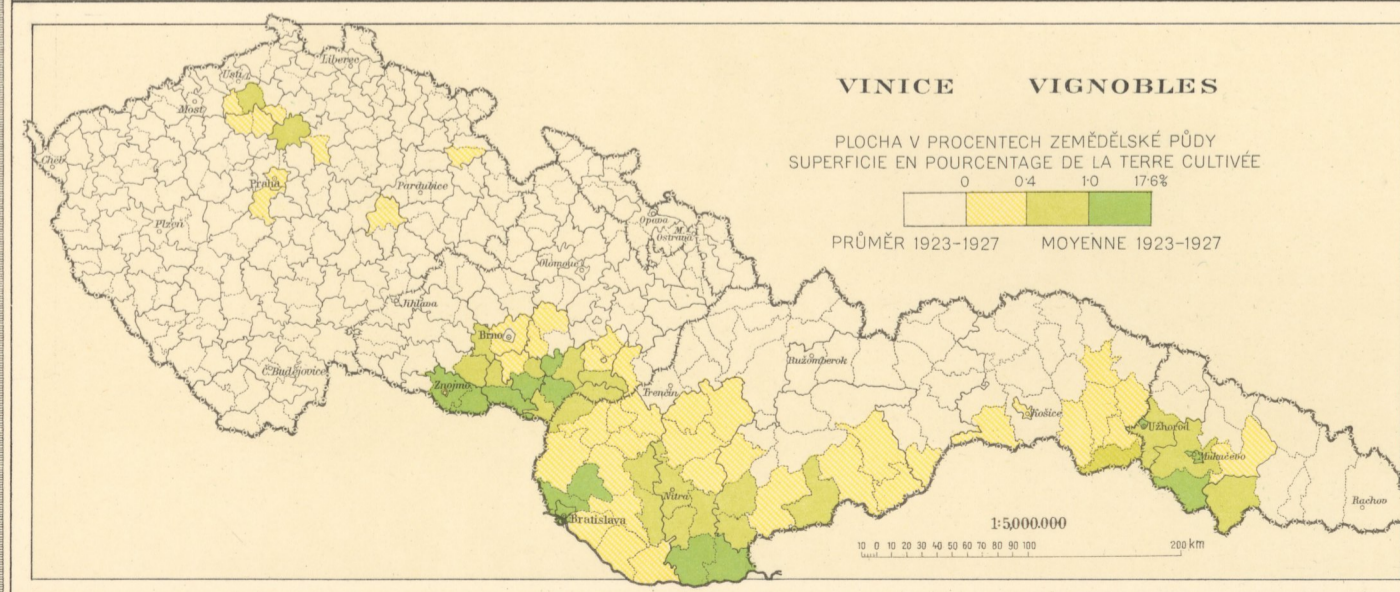 VINICE VIGNOBLES
PLOCHA V PROCENTECH ZEMĚDĚLSKÉ PŮDY
SUPERFICIE EN POURCENTAGE DE LA TERRE CULTIVÉE
0 0·4 1·0 17·6%
PRŮMĚR 1923-1927 MOYENNE 1923-1927
Liberec
Ústí
Most
Cheb
Praha
Pardubice
Plzeň
Opava
M. Ostrava
Olomouc
Jihlava
Brno
Č. Budějovice
Znojmo
Trenčín
Ružomberok
Košice
Užhorod
Mukačevo
Nitra
Rachov
Bratislava
1:5,000.000
10 0 10 20 30 40 50 60 70 80 90 100 200 km